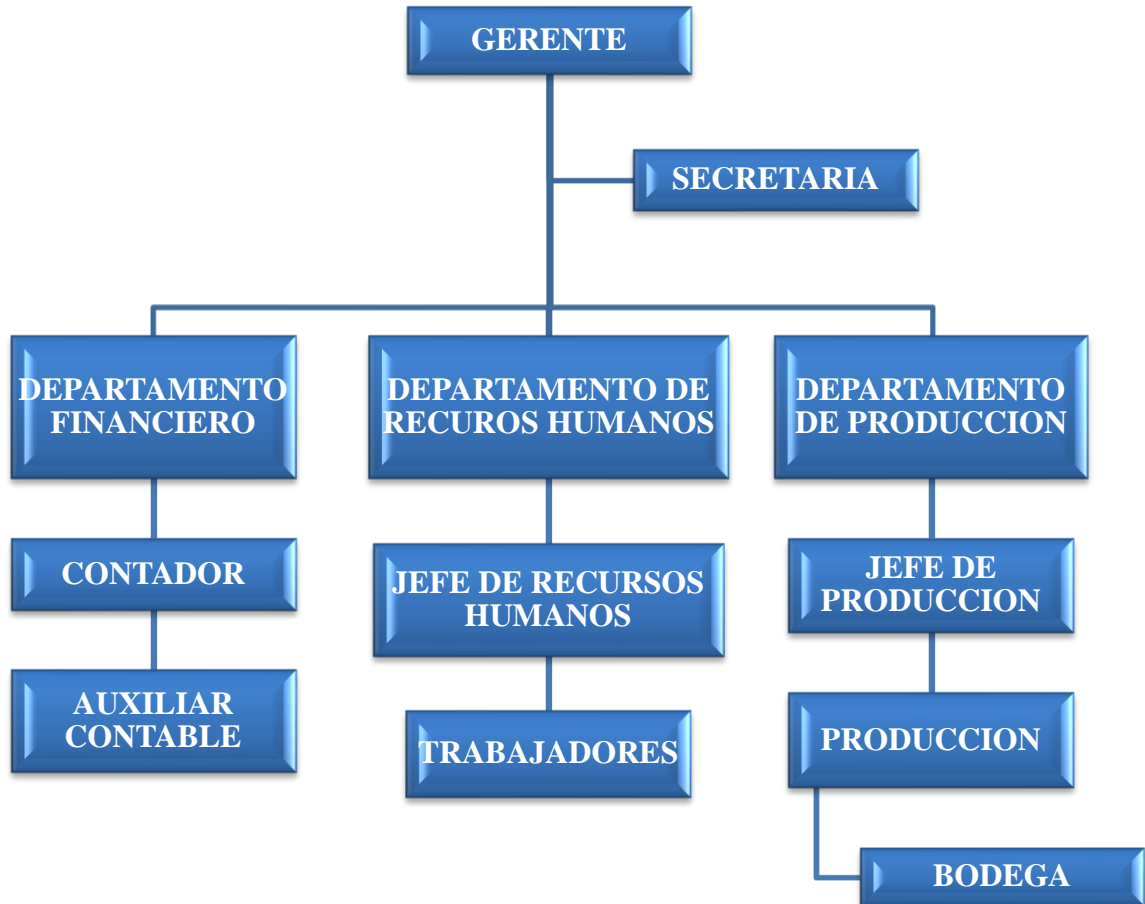 GERENTE
SECRETARIA
DEPARTAMENTO
FINANCIERO
DEPARTAMENTO DE
RECUROS HUMANOS
DEPARTAMENTO
DE PRODUCCION
CONTADOR
JEFE DE RECURSOS
HUMANOS
JEFE DE
PRODUCCION
AUXILIAR
CONTABLE
TRABAJADORES
PRODUCCION
BODEGA